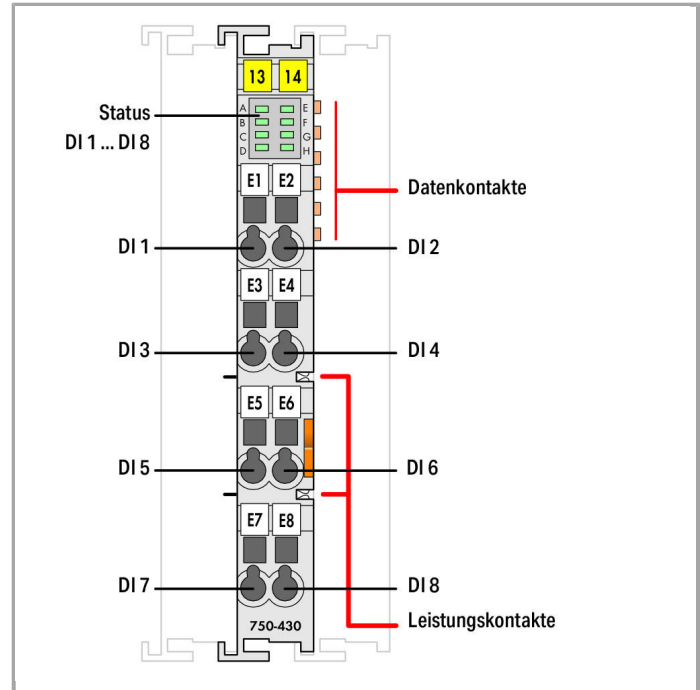 13 14
Status
DI 1 ... DI 8
A E
B F
C G
D H
E1 E2
Datenkontakte
DI 1 DI 2
E3 E4
DI 3 DI 4
E5 E6
DI 5 DI 6
E7 E8
DI 7 DI 8
750-430
Leistungskontakte